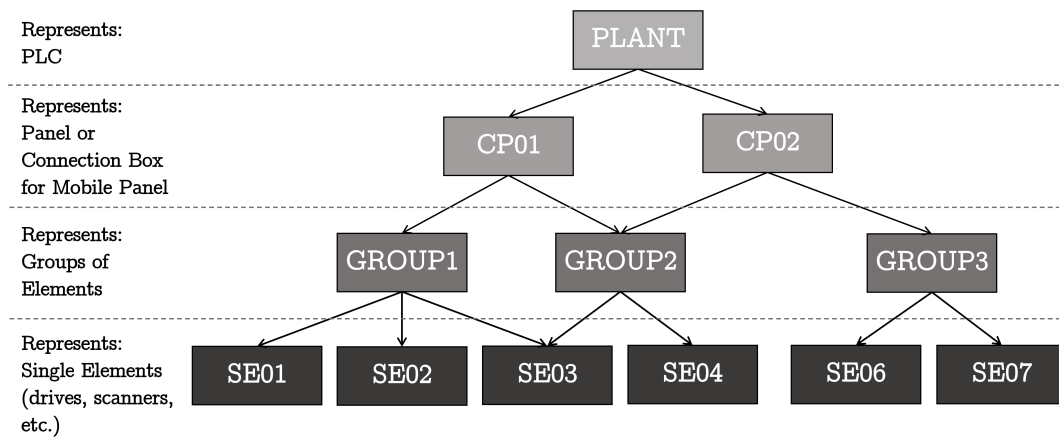 Represents:
PLC
PLANT
Represents:
Panel or
Connection Box
for Mobile Panel
CP01
CP02
Represents:
Groups of
Elements
GROUP1
GROUP2
GROUP3
Represents:
Single Elements
(drives, scanners,
etc.)
SE01
SE02
SE03
SE04
SE06
SE07